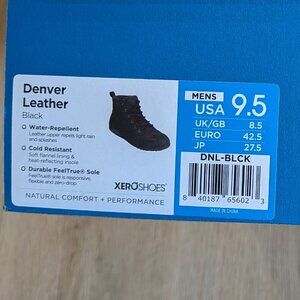 Denver
Leather
Black
Water-Repellent
Leather upper repels light rain
and splashes
Cold Resistant
Soft flannel lining &
heat-reflecting insole
Durable FeelTrue® Sole
FeelTrue® sole is responsive,
flexible and zero-drop
XEROSHOES®
NATURAL COMFORT + PERFORMANCE
MENS
USA 9.5
UK/GB 8.5
EURO 42.5
JP 27.5
DNL-BLCK
8 40187 65602 3
MADE IN CHINA